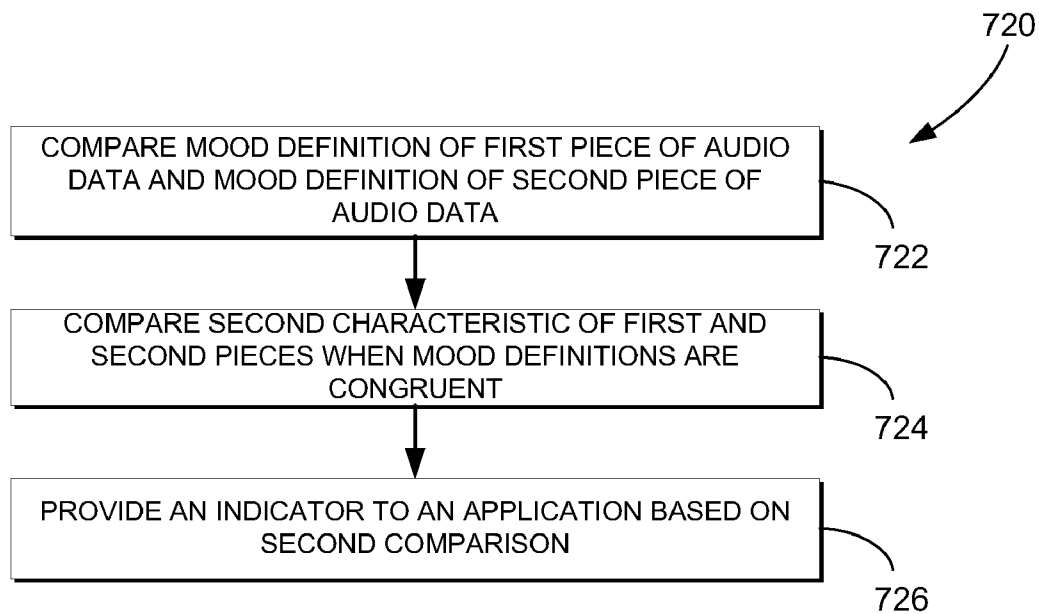 720
COMPARE MOOD DEFINITION OF FIRST PIECE OF AUDIO
DATA AND MOOD DEFINITION OF SECOND PIECE OF
AUDIO DATA
722
COMPARE SECOND CHARACTERISTIC OF FIRST AND
SECOND PIECES WHEN MOOD DEFINITIONS ARE
CONGRUENT
724
PROVIDE AN INDICATOR TO AN APPLICATION BASED ON
SECOND COMPARISON
726